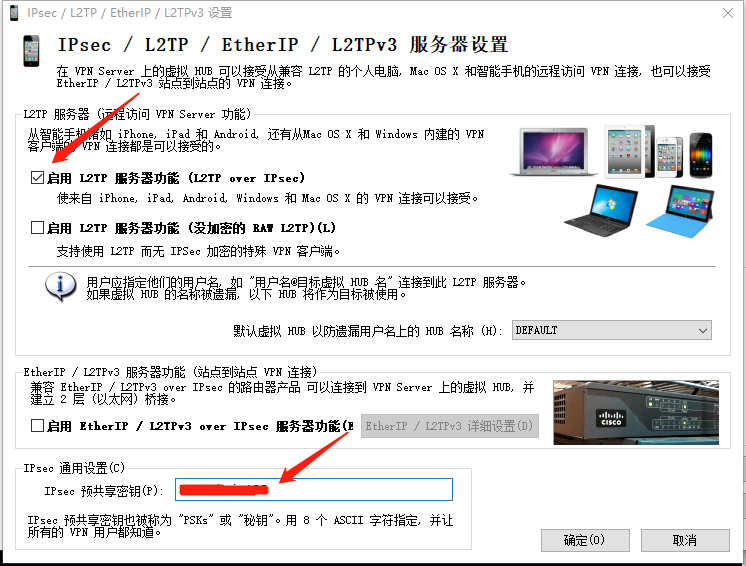 IPsec / L2TP / EtherIP / L2TPv3 设置
IPsec / L2TP / EtherIP / L2TPv3 服务器设置
在 VPN Server 上的虚拟 HUB 可以接受从兼容 L2TP 的个人电脑, Mac OS X 和智能手机的远程访问 VPN 连接, 也可以接受
EtherIP / L2TPv3 站点到站点的 VPN 连接。
L2TP 服务器 (远程访问 VPN Server 功能)
从智能手机诸如 iPhone, iPad 和 Android, 还有从Mac OS X 和 Windows 内建的 VPN
客户端的 VPN 连接都是可以接受的。
启用 L2TP 服务器功能 (L2TP over IPsec)
使来自 iPhone, iPad, Android, Windows 和 Mac OS X 的 VPN 连接可以接受。
启用 L2TP 服务器功能 (没加密的 RAW L2TP)(L)
支持使用 L2TP 而无 IPSec 加密的特殊 VPN 客户端。
用户应指定他们的用户名, 如 "用户名@目标虚拟 HUB 名" 连接到此 L2TP 服务器。
如果虚拟 HUB 的名称被遗漏, 以下 HUB 将作为目标被使用。
默认虚拟 HUB 以防遗漏用户名上的 HUB 名称 (H):
DEFAULT
EtherIP / L2TPv3 服务器功能 (站点到站点 VPN 连接)
兼容 EtherIP / L2TPv3 over IPsec 的路由器产品 可以连接到 VPN Server 上的虚拟 HUB, 并
建立 2 层 (以太网) 桥接。
启用 EtherIP / L2TPv3 over IPsec 服务器功能(E
EtherIP / L2TPv3 详细设置(D)
CISCO
IPsec 通用设置(C)
IPsec 预共享密钥(P):
IPsec 预共享密钥也被称为 "PSKs" 或 "秘钥"。用 8 个 ASCII 字符指定, 并让
所有的 VPN 用户都知道。
确定(O)
取消